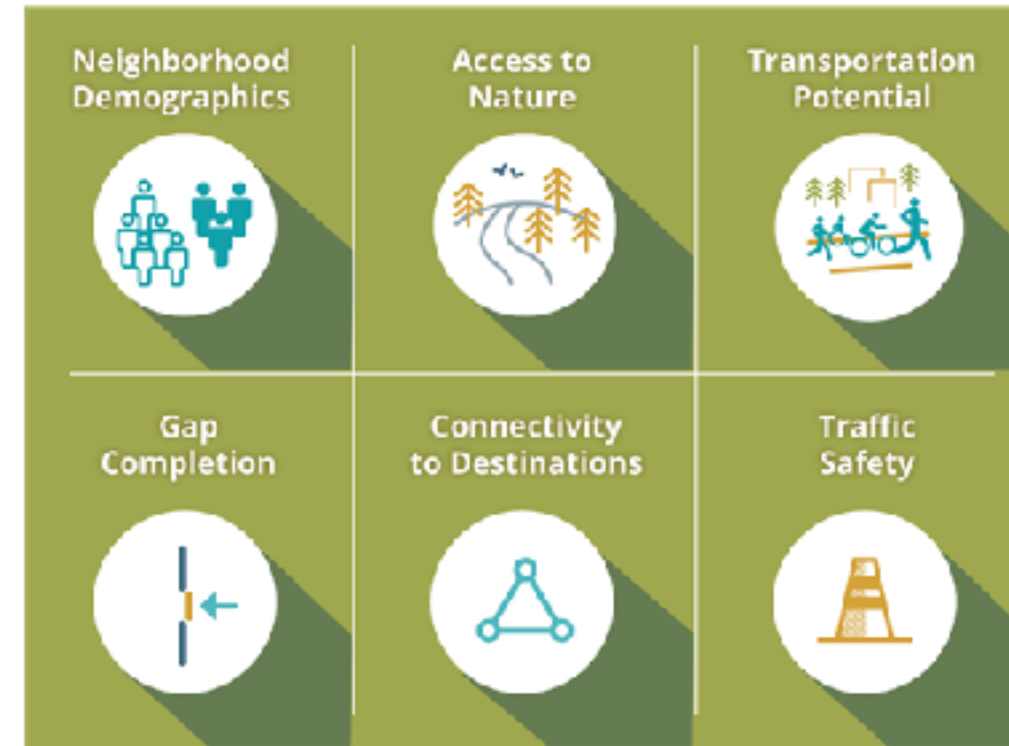 Neighborhood
Demographics
Access to
Nature
Transportation
Potential
Gap
Completion
Connectivity
to Destinations
Traffic
Safety